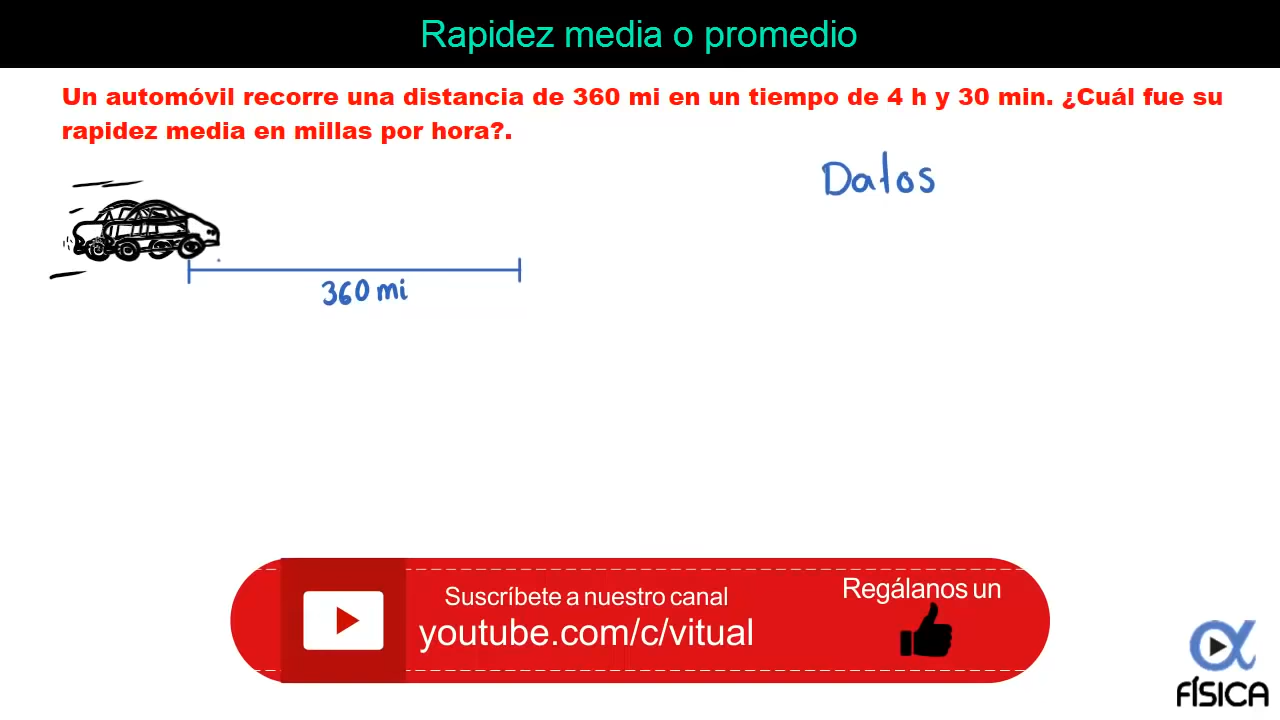 Rapidez media o promedio
Un automóvil recorre una distancia de 360 mi en un tiempo de 4 h y 30 min. ¿Cuál fue su
rapidez media en millas por hora?.
Datos
360 mi
Suscríbete a nuestro canal
youtube.com/c/vitual
Regálanos un
FÍSICA